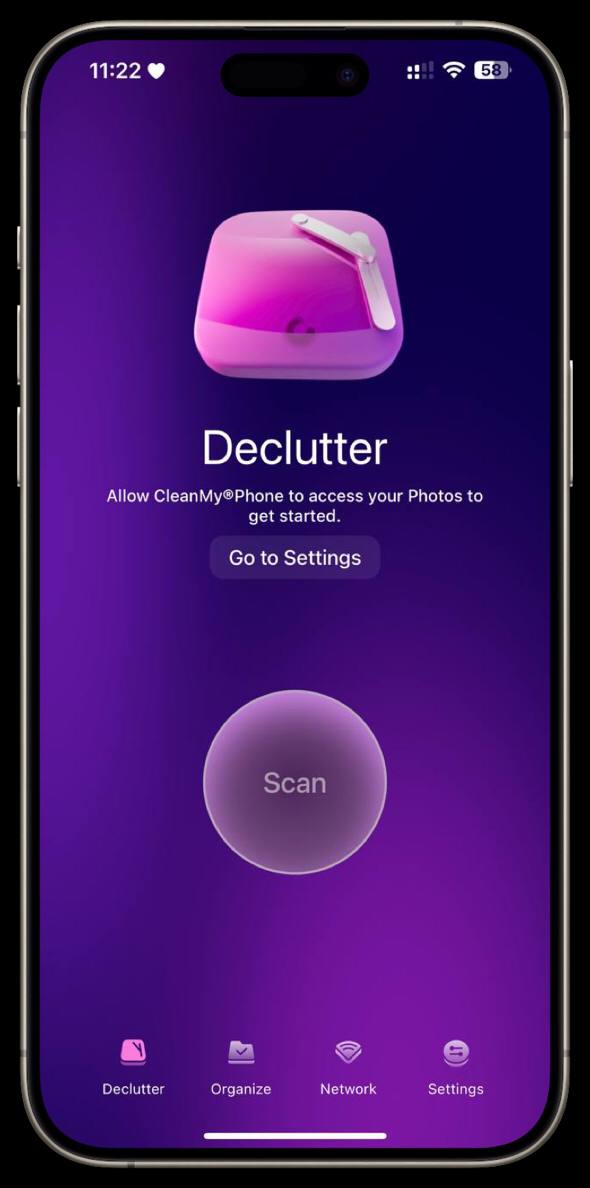 11:22
58
Declutter
Allow CleanMy®Phone to access your Photos to
get started.
Go to Settings
Scan
Declutter
Organize
Network
Settings